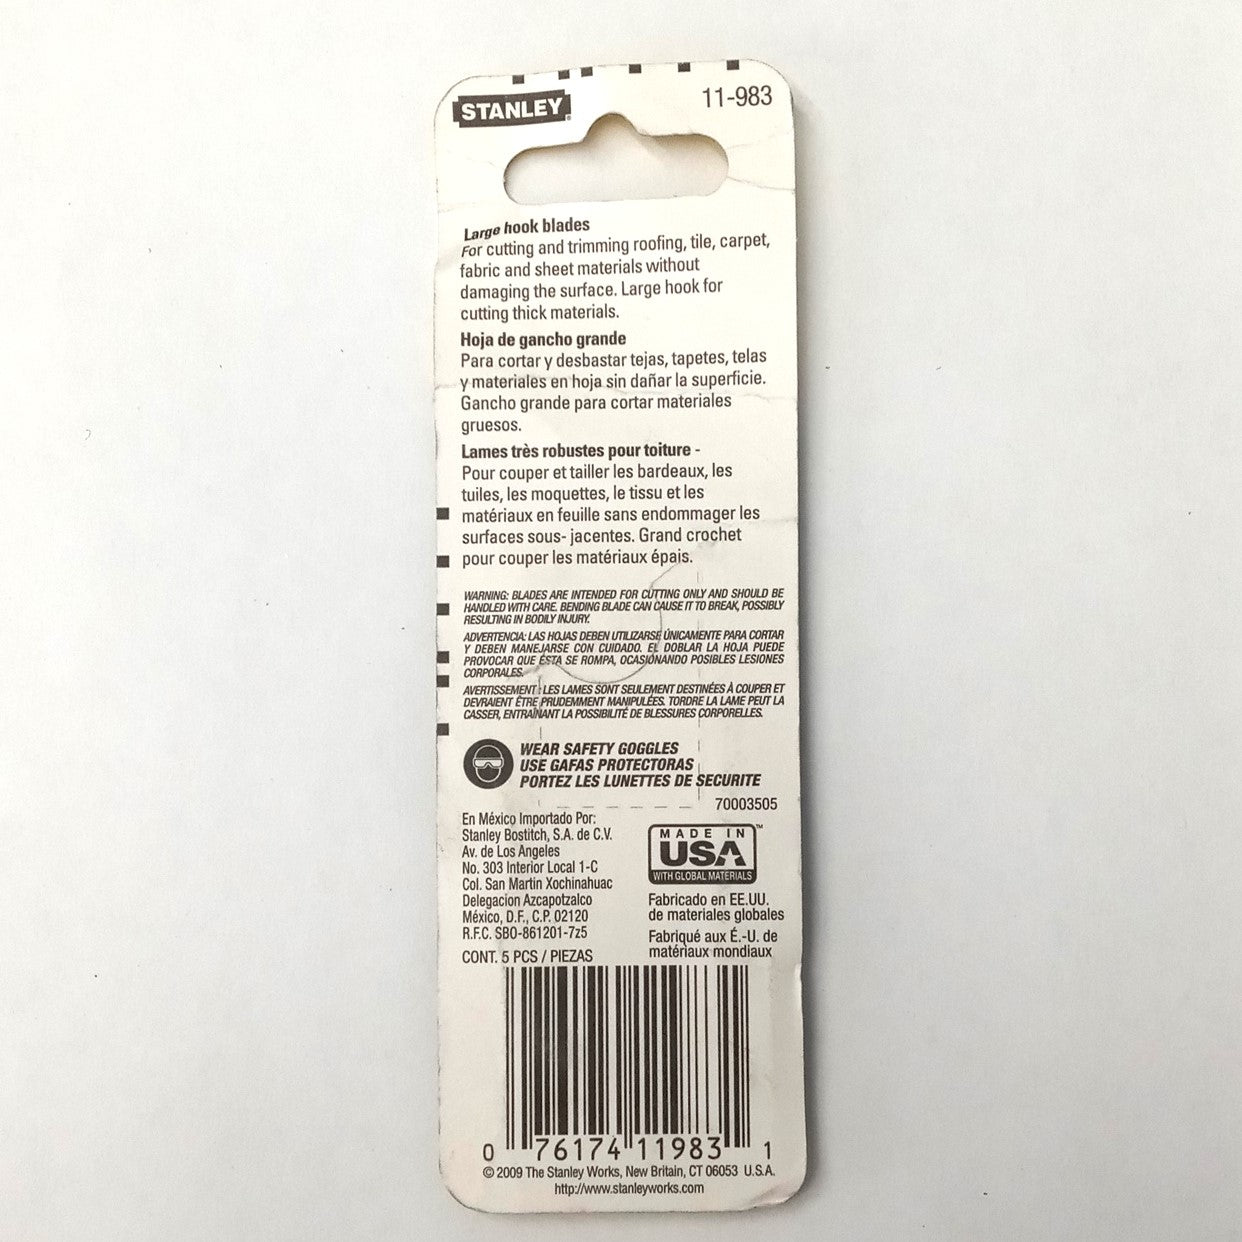 STANLEY
11-983
Large hook blades
For cutting and trimming roofing, tile, carpet,
fabric and sheet materials without
damaging the surface. Large hook for
cutting thick materials.
Hoja de gancho grande
Para cortar y desbastar tejas, tapetes, telas
y materiales en hoja sin dañar la superficie.
Gancho grande para cortar materiales
gruesos.
Lames très robustes pour toiture -
Pour couper et tailler les bardeaux, les
tuiles, les moquettes, le tissu et les
matériaux en feuille sans endommager les
surfaces sous- jacentes. Grand crochet
pour couper les matériaux épais.
WARNING: BLADES ARE INTENDED FOR CUTTING ONLY AND SHOULD BE
HANDLED WITH CARE. BENDING BLADE CAN CAUSE IT TO BREAK, POSSIBLY
RESULTING IN BODILY INJURY.
ADVERTENCIA: LAS HOJAS DEBEN UTILIZARSE ÚNICAMENTE PARA CORTAR
Y DEBEN MANEJARSE CON CUIDADO. EL DOBLAR LA HOJA PUEDE
PROVOCAR QUE ÉSTA SE ROMPA, OCASIONANDO POSIBLES LESIONES
CORPORALES.
AVERTISSEMENT : LES LAMES SONT SEULEMENT DESTINÉES À COUPER ET
DEVRAIENT ÊTRE PRUDEMMENT MANIPULÉES. TORDRE LA LAME PEUT LA
CASSER, ENTRAÎNANT LA POSSIBILITÉ DE BLESSURES CORPORELLES.
WEAR SAFETY GOGGLES
USE GAFAS PROTECTORAS
PORTEZ LES LUNETTES DE SECURITE
70003505
En México Importado Por:
Stanley Bostitch, S.A. de C.V.
Av. de Los Angeles
No. 303 Interior Local 1-C
Col. San Martin Xochinahuac
Delegacion Azcapotzalco
México, D.F., C.P. 02120
R.F.C. SBO-861201-7z5
CONT. 5 PCS / PIEZAS
MADE IN ™
USA
WITH GLOBAL MATERIALS
Fabricado en EE.UU.
de materiales globales
Fabriqué aux É.-U. de
matériaux mondiaux
0 76174 11983 1
© 2009 The Stanley Works, New Britain, CT 06053 U.S.A.
http://www.stanleyworks.com